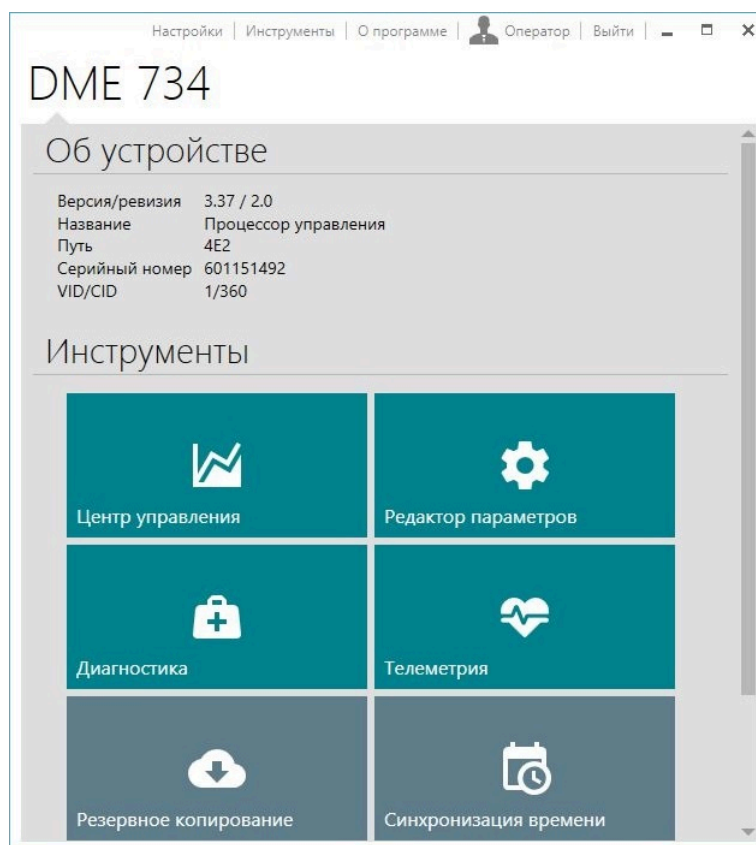 Настройки | Инструменты | О программе | Оператор | Выйти |
DME 734
Об устройстве
Версия/ревизия 3.37 / 2.0
Название Процессор управления
Путь 4E2
Серийный номер 601151492
VID/CID 1/360
Инструменты
Центр управления
Редактор параметров
Диагностика
Телеметрия
Резервное копирование
Синхронизация времени